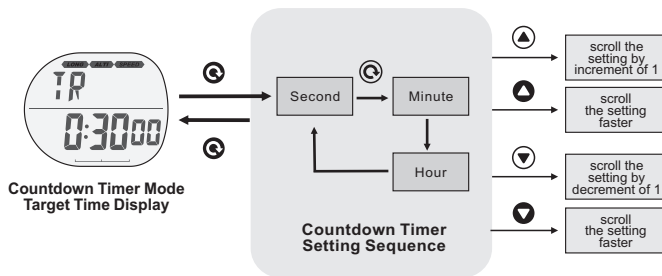 LONG ALTI SPEED
TR
0:3000
Countdown Timer Mode
Target Time Display
Second
Minute
Hour
Countdown Timer
Setting Sequence
scroll the
setting by
increment of 1
scroll
the setting
faster
scroll the
setting by
decrement of 1
scroll
the setting
faster